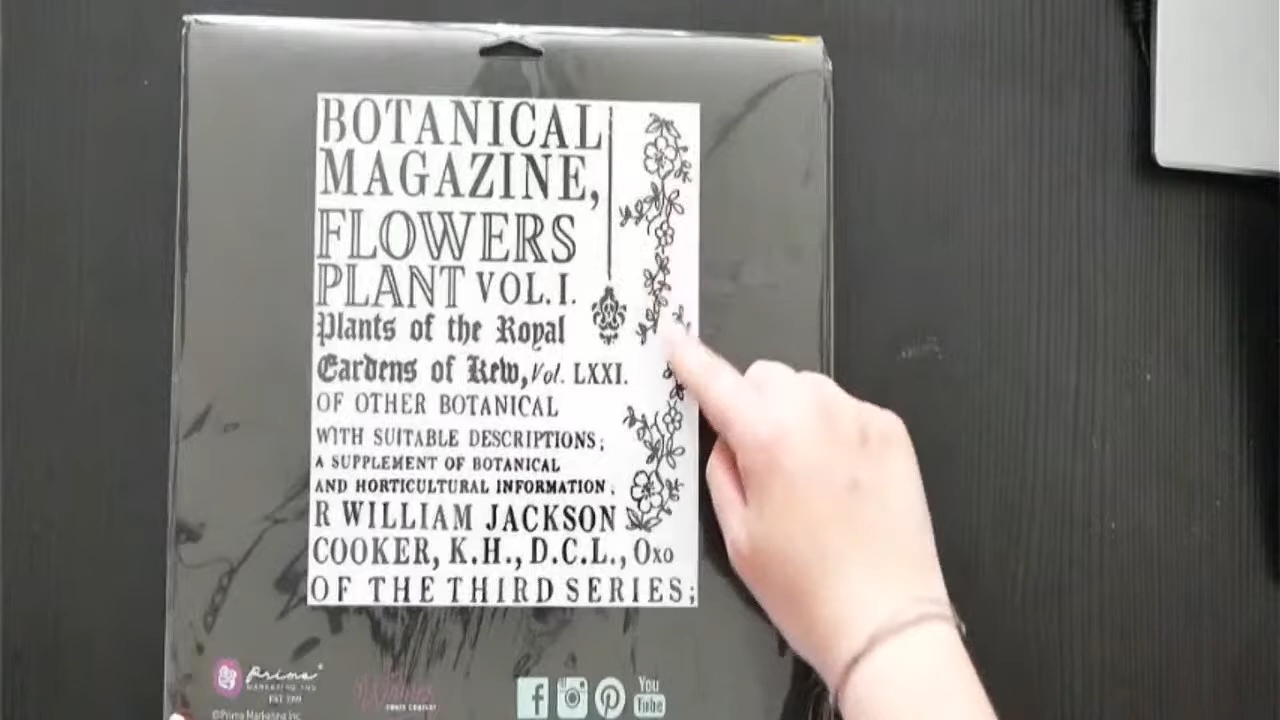 BOTANICAL
MAGAZINE,
FLOWERS
PLANT VOL. I.
Plants of the Royal
Gardens of Kew, Vol. LXXI.
OF OTHER BOTANICAL
WITH SUITABLE DESCRIPTIONS;
A SUPPLEMENT OF BOTANICAL
AND HORTICULTURAL INFORMATION;
R WILLIAM JACKSON
COOKER, K.H., D.C.L., Oxo
OF THE THIRD SERIES;
Prima
MARKETING INC
©Prima Marketing Inc.
f
You
Tube